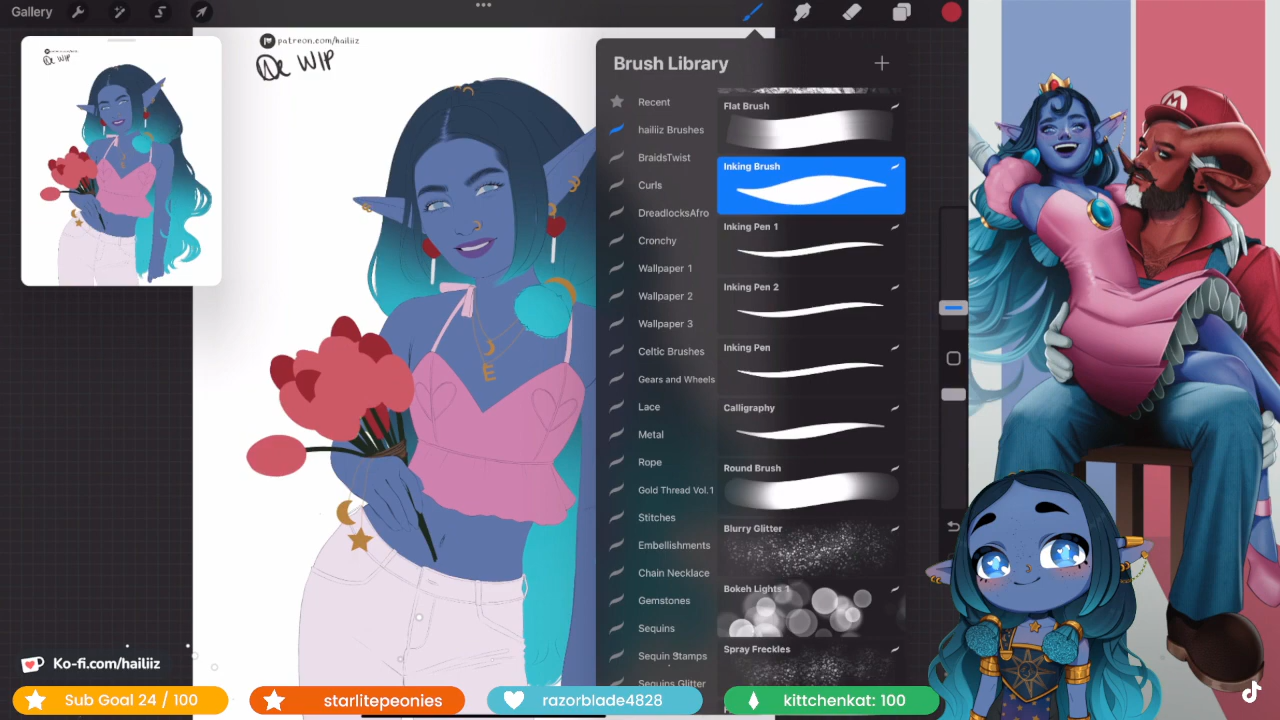 Gallery
S
patreon.com/hailiiz
WIP
Brush Library
Recent
hailiiz Brushes
BraidsTwist
Curls
DreadlocksAfro
Cronchy
Wallpaper 1
Wallpaper 2
Wallpaper 3
Celtic Brushes
Gears and Wheels
Lace
Metal
Rope
Gold Thread Vol.1
Stitches
Embellishments
Chain Necklace
Gemstones
Sequins
Sequin Stamps
Sequins Glitter
Flat Brush
Inking Brush
Inking Pen 1
Inking Pen 2
Inking Pen
Calligraphy
Round Brush
Blurry Glitter
Bokeh Lights 1
Spray Freckles
E
M
Ko-fi.com/hailiiz
Sub Goal 24 / 100
starlitepeonies
razorblade4828
kittchenkat: 100